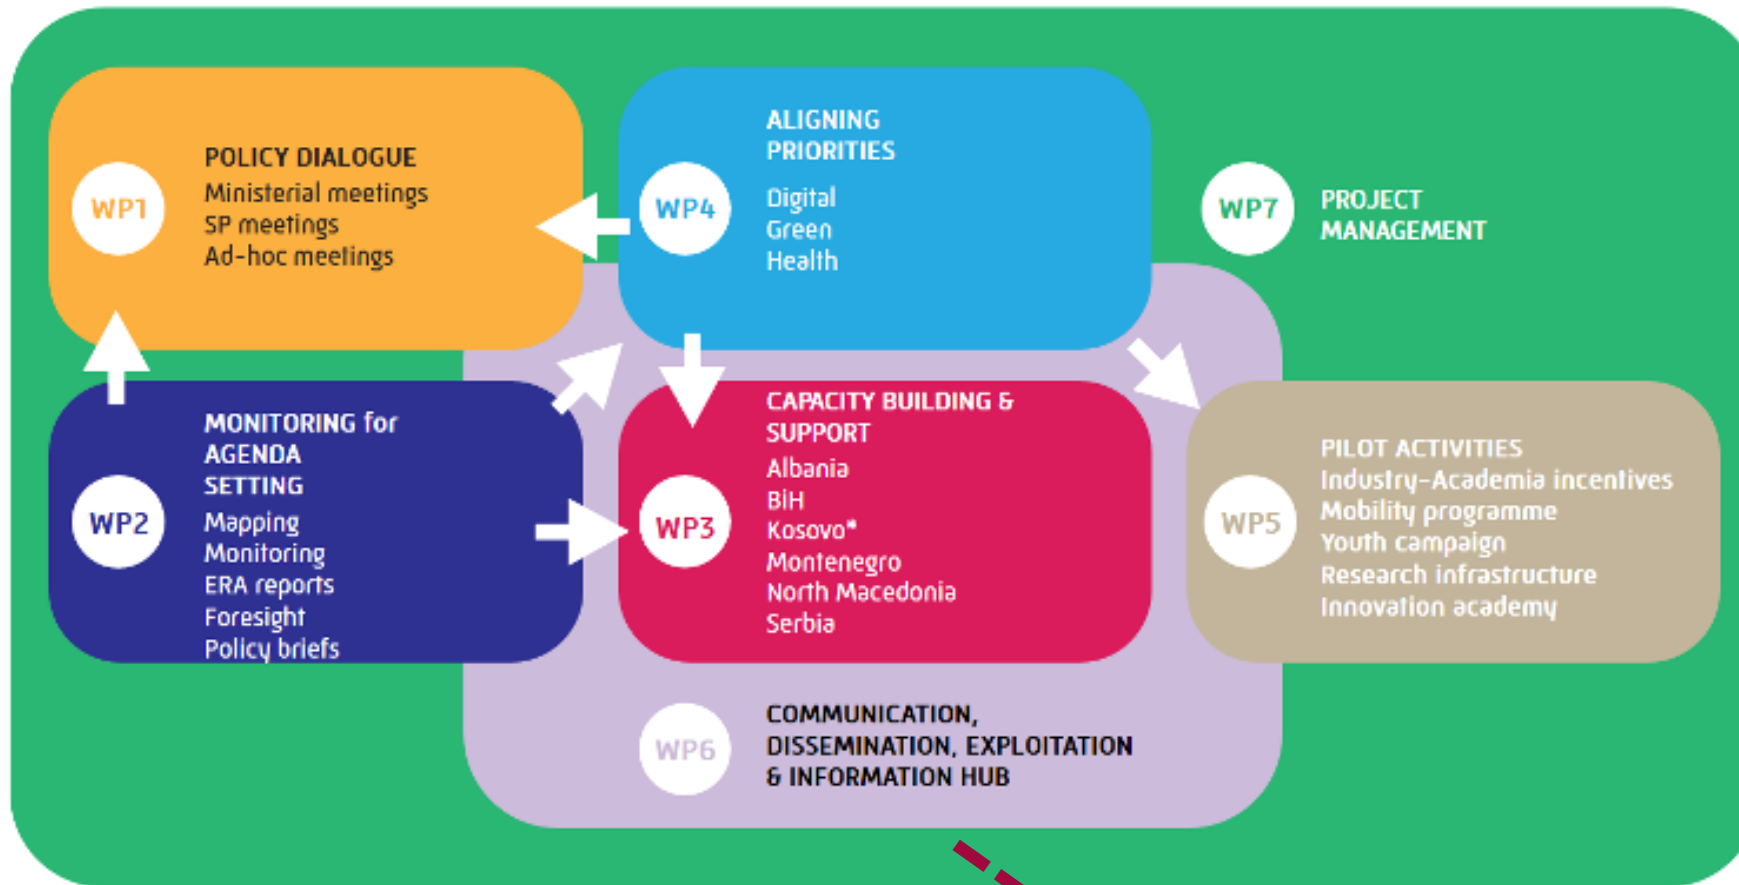 WP1
POLICY DIALOGUE
Ministerial meetings
SP meetings
Ad-hoc meetings
WP4
ALIGNING
PRIORITIES
Digital
Green
Health
WP7
PROJECT
MANAGEMENT
WP2
MONITORING for
AGENDA
SETTING
Mapping
Monitoring
ERA reports
Foresight
Policy briefs
WP3
CAPACITY BUILDING &
SUPPORT
Albania
BiH
Kosovo*
Montenegro
North Macedonia
Serbia
WP5
PILOT ACTIVITIES
Industry-Academia incentives
Mobility programme
Youth campaign
Research infrastructure
Innovation academy
WP6
COMMUNICATION,
DISSEMINATION, EXPLOITATION
& INFORMATION HUB